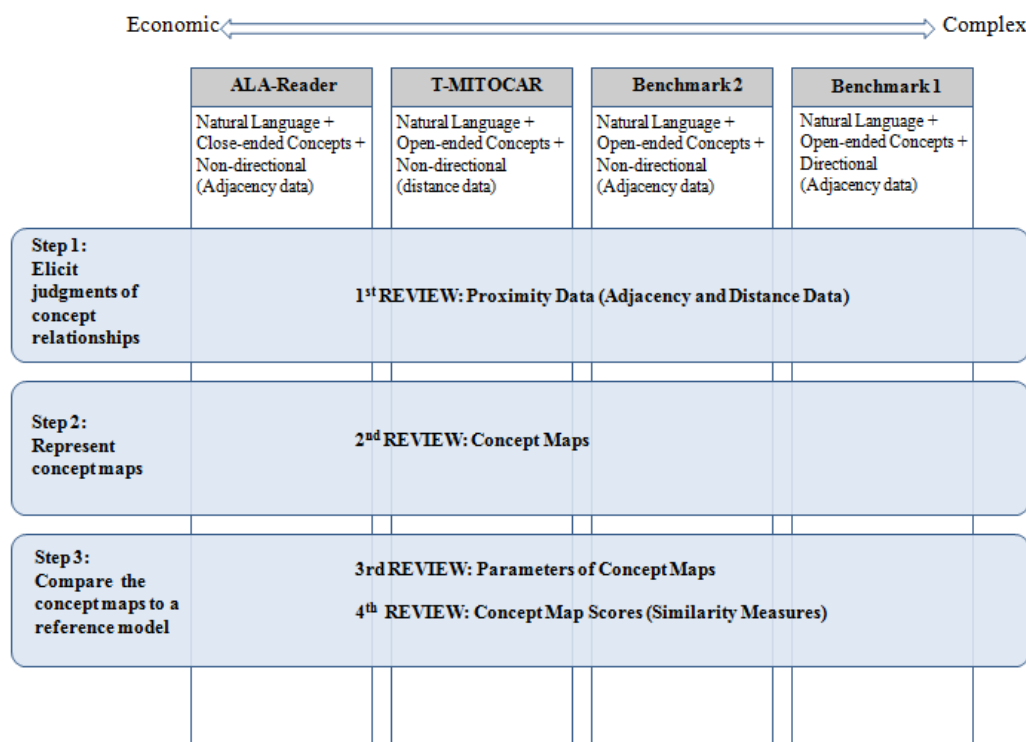 Economic
Complex
ALA-Reader
T-MITOCAR
Benchmark 2
Benchmark 1
Natural Language +
Close-ended Concepts +
Non-directional
(Adjacency data)
Natural Language +
Open-ended Concepts +
Non-directional
(distance data)
Natural Language +
Open-ended Concepts +
Non-directional
(Adjacency data)
Natural Language +
Open-ended Concepts +
Directional
(Adjacency data)
Step 1:
Elicit
judgments of
concept
relationships
1st REVIEW: Proximity Data (Adjacency and Distance Data)
Step 2:
Represent
concept maps
2nd REVIEW: Concept Maps
Step 3:
Compare the
concept maps to a
reference model
3rd REVIEW: Parameters of Concept Maps
4th REVIEW: Concept Map Scores (Similarity Measures)